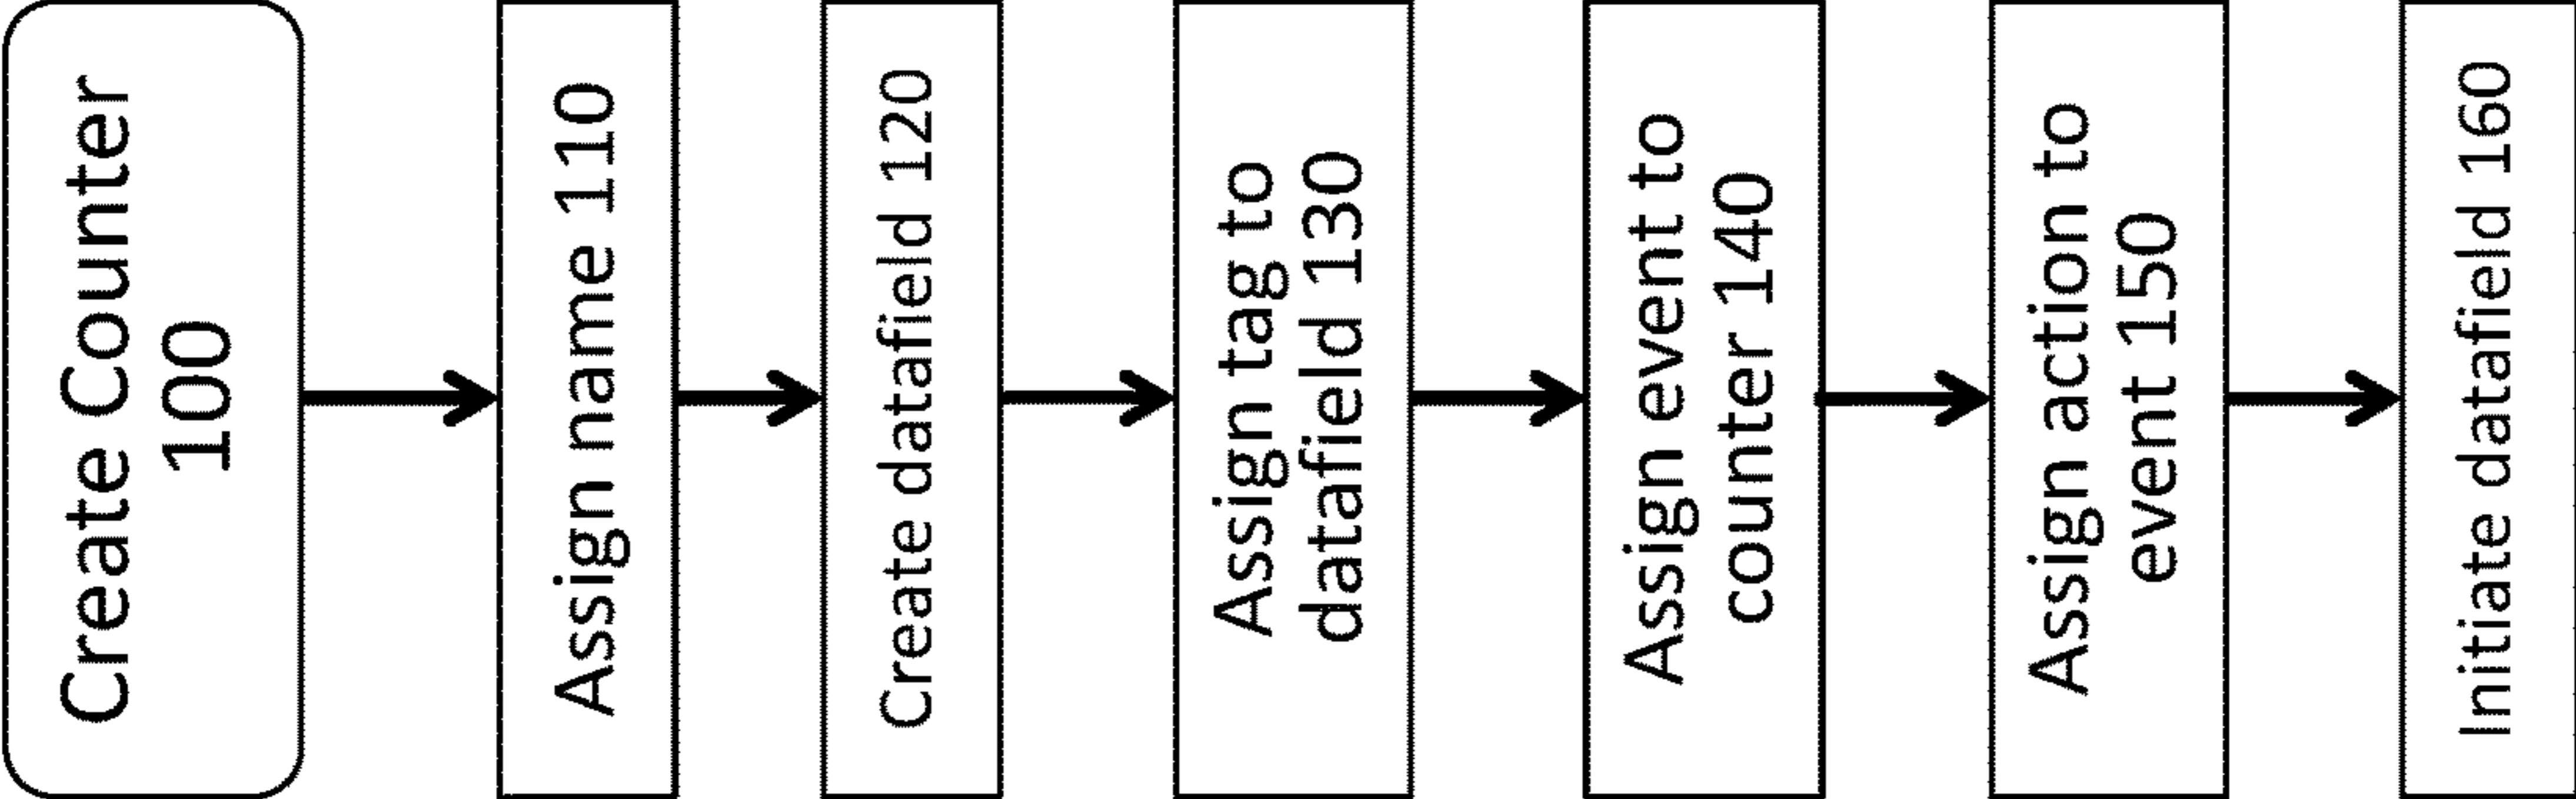 Create Counter
100
Assign name 110
Create datafield 120
Assign tag to
datafield 130
Assign event to
counter 140
Assign action to
event 150
Initiate datafield 160